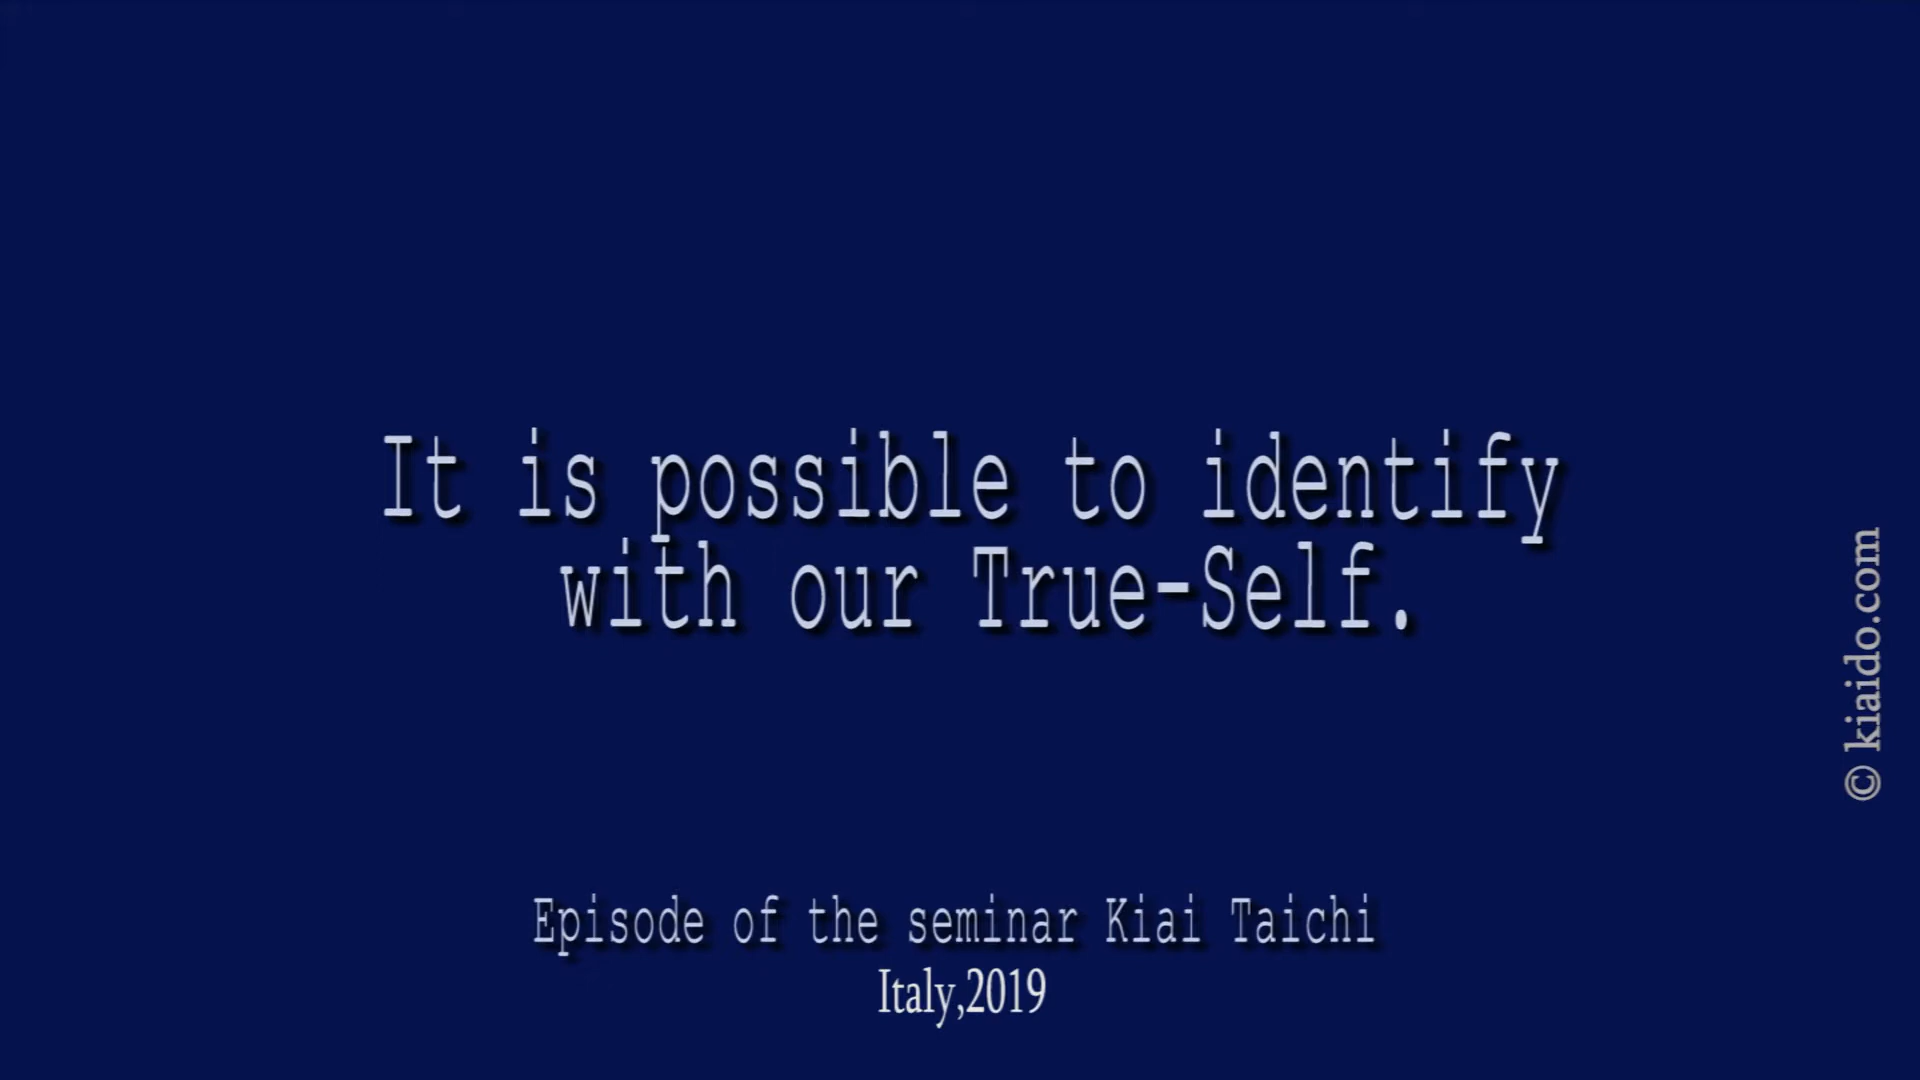 It is possible to identify
with our True-Self.
© kiaido.com
Episode of the seminar Kiai Taichi
Italy,2019